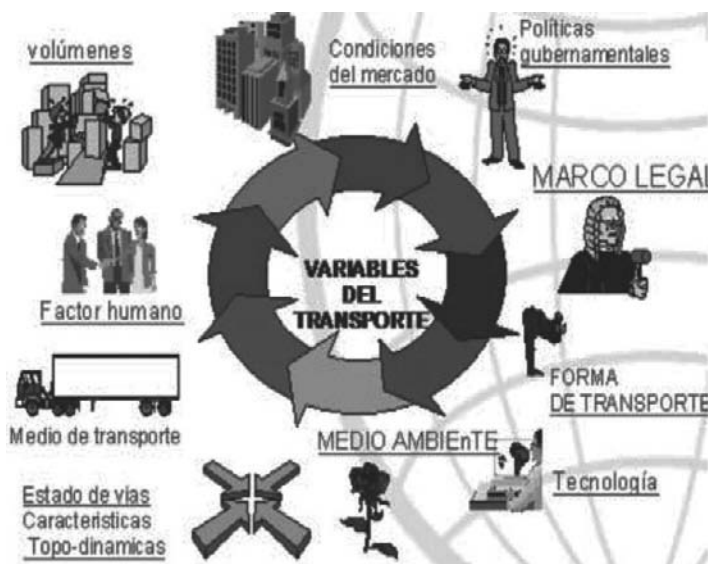 volúmenes
Condiciones
del mercado
Políticas
gubernamentales
MARCO LEGAL
VARIABLES
DEL
TRANSPORTE
Factor humano
FORMA
DE TRANSPORTE
Medio de transporte
MEDIO AMBIEnTE
Tecnología
Estado de vias
Caracteristicas
Topo-dinamicas